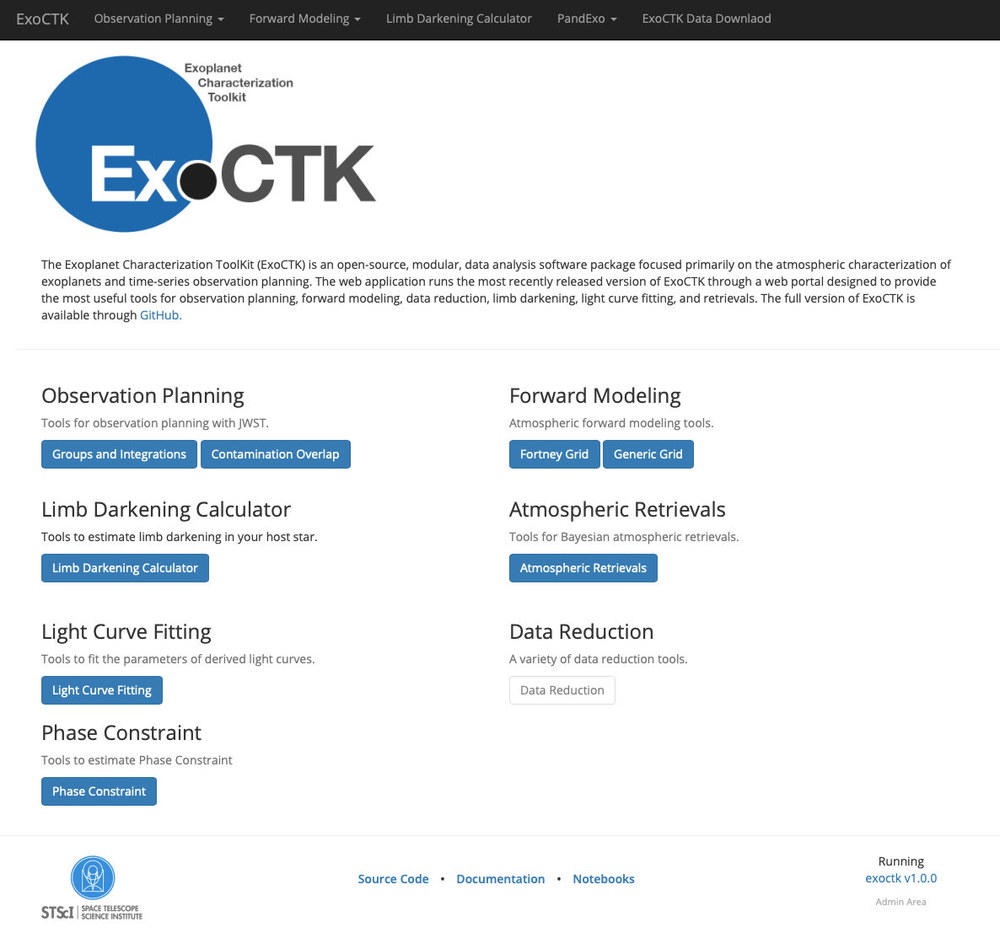 ExoCTK Observation Planning Forward Modeling Limb Darkening Calculator PandExo ExoCTK Data Downlaod
Exoplanet
Characterization
Toolkit
ExoCTK
The Exoplanet Characterization ToolKit (ExoCTK) is an open-source, modular, data analysis software package focused primarily on the atmospheric characterization of
exoplanets and time-series observation planning. The web application runs the most recently released version of ExoCTK through a web portal designed to provide
the most useful tools for observation planning, forward modeling, data reduction, limb darkening, light curve fitting, and retrievals. The full version of ExoCTK is
available through GitHub.
Observation Planning
Tools for observation planning with JWST.
Groups and Integrations Contamination Overlap
Forward Modeling
Atmospheric forward modeling tools.
Fortney Grid Generic Grid
Limb Darkening Calculator
Tools to estimate limb darkening in your host star.
Limb Darkening Calculator
Atmospheric Retrievals
Tools for Bayesian atmospheric retrievals.
Atmospheric Retrievals
Light Curve Fitting
Tools to fit the parameters of derived light curves.
Light Curve Fitting
Data Reduction
A variety of data reduction tools.
Data Reduction
Phase Constraint
Tools to estimate Phase Constraint
Phase Constraint
STScI | SPACE TELESCOPE
SCIENCE INSTITUTE
Source Code • Documentation • Notebooks
Running
exoctk v1.0.0
Admin Area